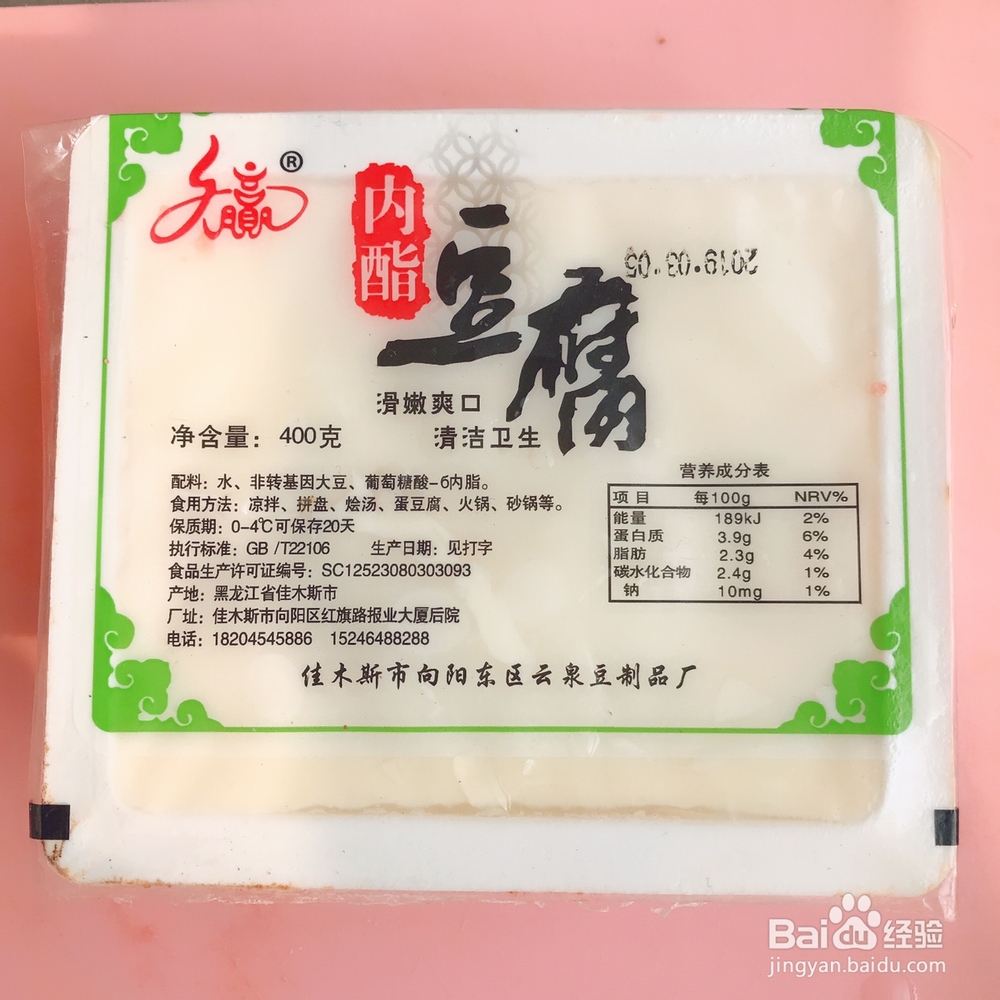 久赢®
内酯
豆腐
2019.03.05
滑嫩爽口
净含量：400克
清洁卫生
配料：水、非转基因大豆、葡萄糖酸-б内脂。
食用方法：凉拌、拼盘、烩汤、蛋豆腐、火锅、砂锅等。
保质期：0-4℃可保存20天
执行标准：GB /T22106 生产日期：见打字
食品生产许可证编号：SC12523080303093
产地：黑龙江省佳木斯市
厂址：佳木斯市向阳区红旗路报业大厦后院
电话：18204545886 15246488288
营养成分表
项目 每100g NRV%
能量 189kJ 2%
蛋白质 3.9g 6%
脂肪 2.3g 4%
碳水化合物 2.4g 1%
钠 10mg 1%
佳木斯市向阳东区云泉豆制品厂
Baidu经验
jingyan.baidu.com